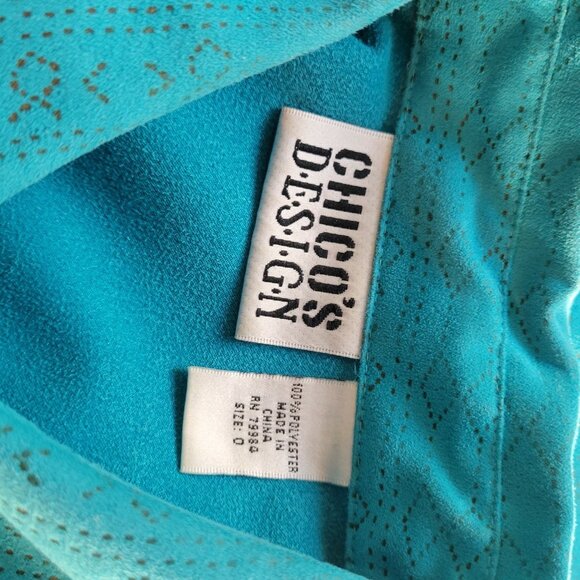 CHICO'S
D·E·S·I·G·N
100% POLYESTER
MADE IN
CHINA
RN 79984
SIZE: 0